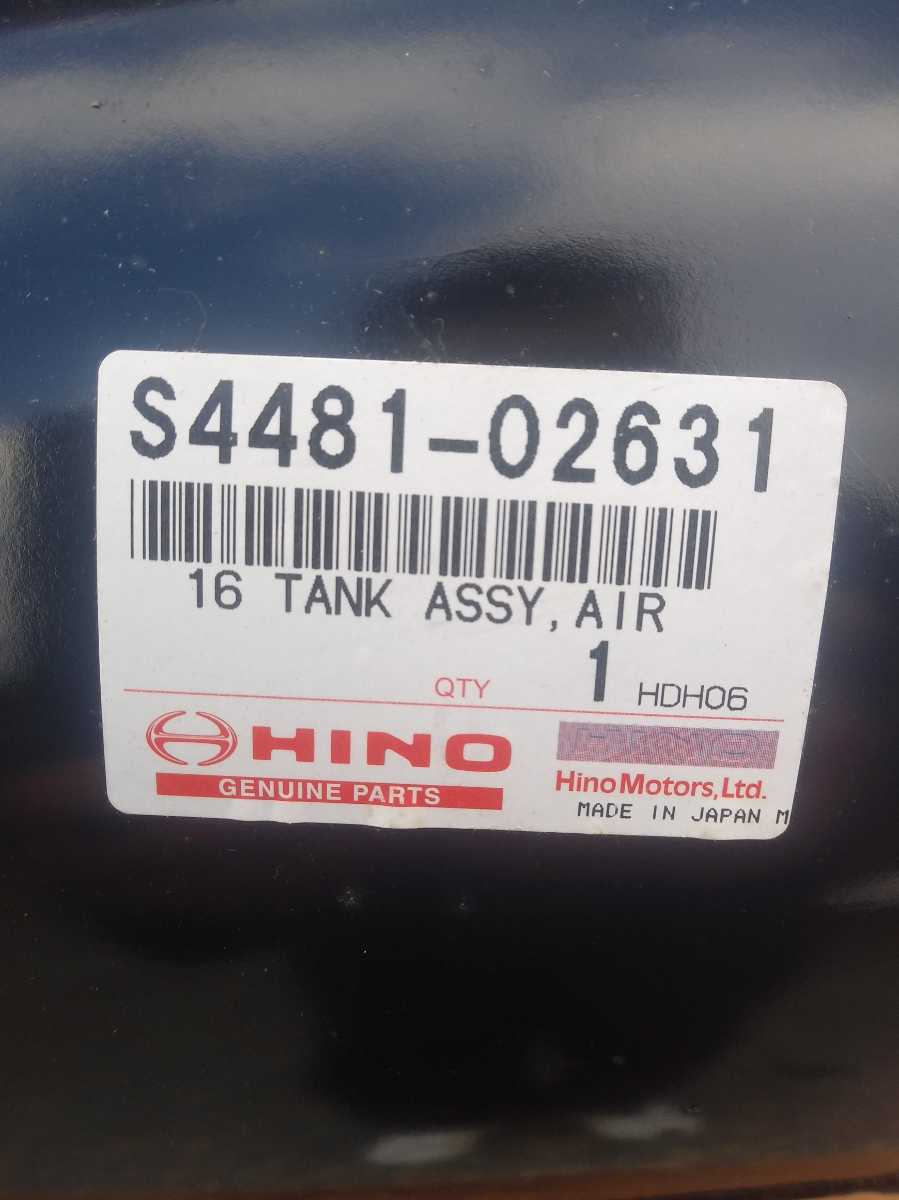 S4481-02631
16 TANK ASSY, AIR
QTY 1 HDH06
HINO
GENUINE PARTS
Hino Motors, Ltd.
MADE IN JAPAN M